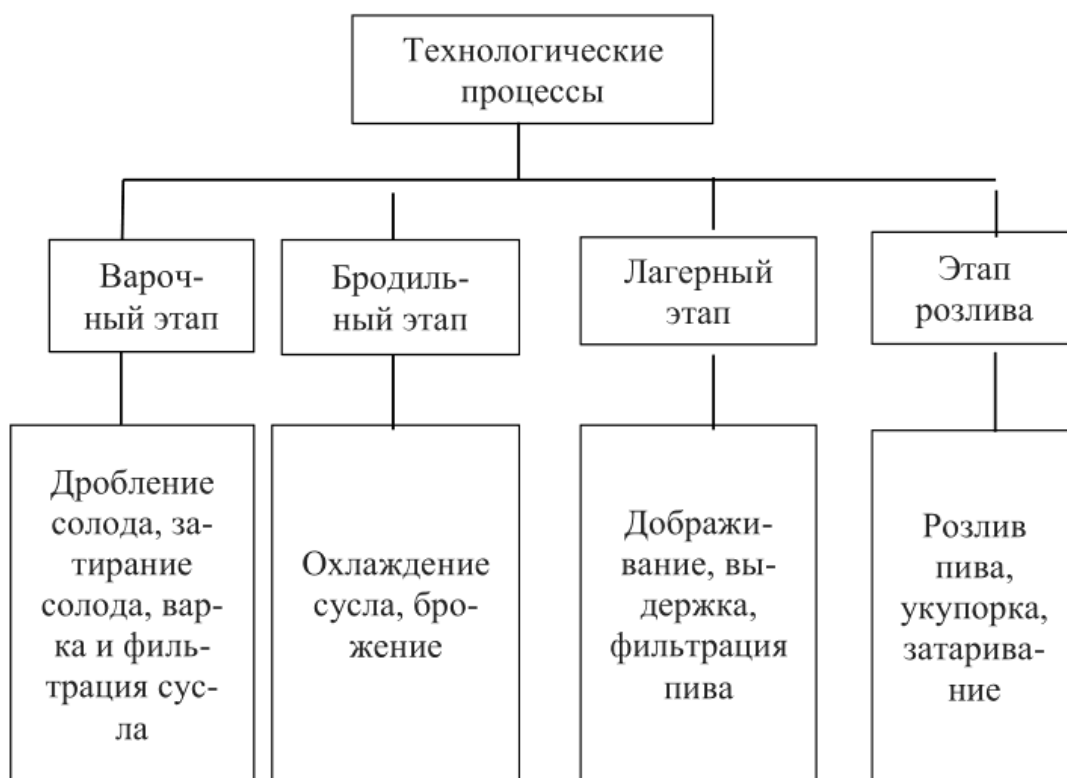 Технологические
процессы
Вароч-
ный этап
Бродиль-
ный этап
Лагерный
этап
Этап
розлива
Дробление
солода, за-
тирание
солода, вар-
ка и филь-
трация сус-
ла
Охлаждение
сусла, бро-
жение
Дображи-
вание, вы-
держка,
фильтрация
пива
Розлив
пива,
укупорка,
затарива-
ние